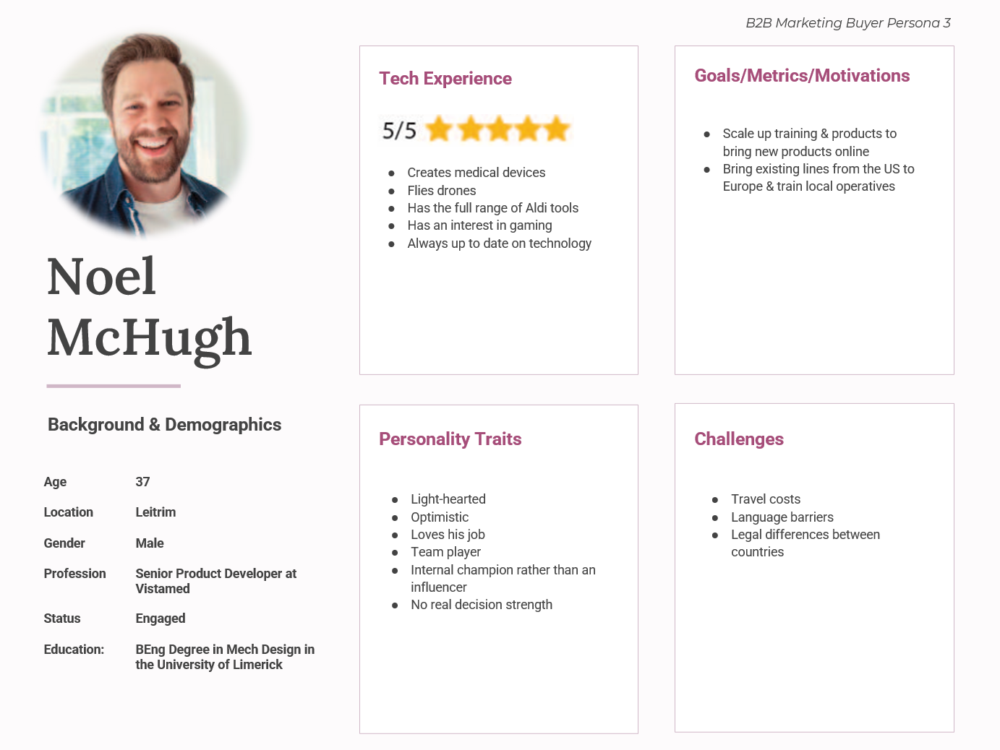 B2B Marketing Buyer Persona 3
Noel
McHugh
Background & Demographics
Age 37
Location Leitrim
Gender Male
Profession Senior Product Developer at
Vistamed
Status Engaged
Education: BEng Degree in Mech Design in
the University of Limerick
Tech Experience
5/5
● Creates medical devices
● Flies drones
● Has the full range of Aldi tools
● Has an interest in gaming
● Always up to date on technology
Goals/Metrics/Motivations
● Scale up training & products to
bring new products online
● Bring existing lines from the US to
Europe & train local operatives
Personality Traits
● Light-hearted
● Optimistic
● Loves his job
● Team player
● Internal champion rather than an
influencer
● No real decision strength
Challenges
● Travel costs
● Language barriers
● Legal differences between
countries